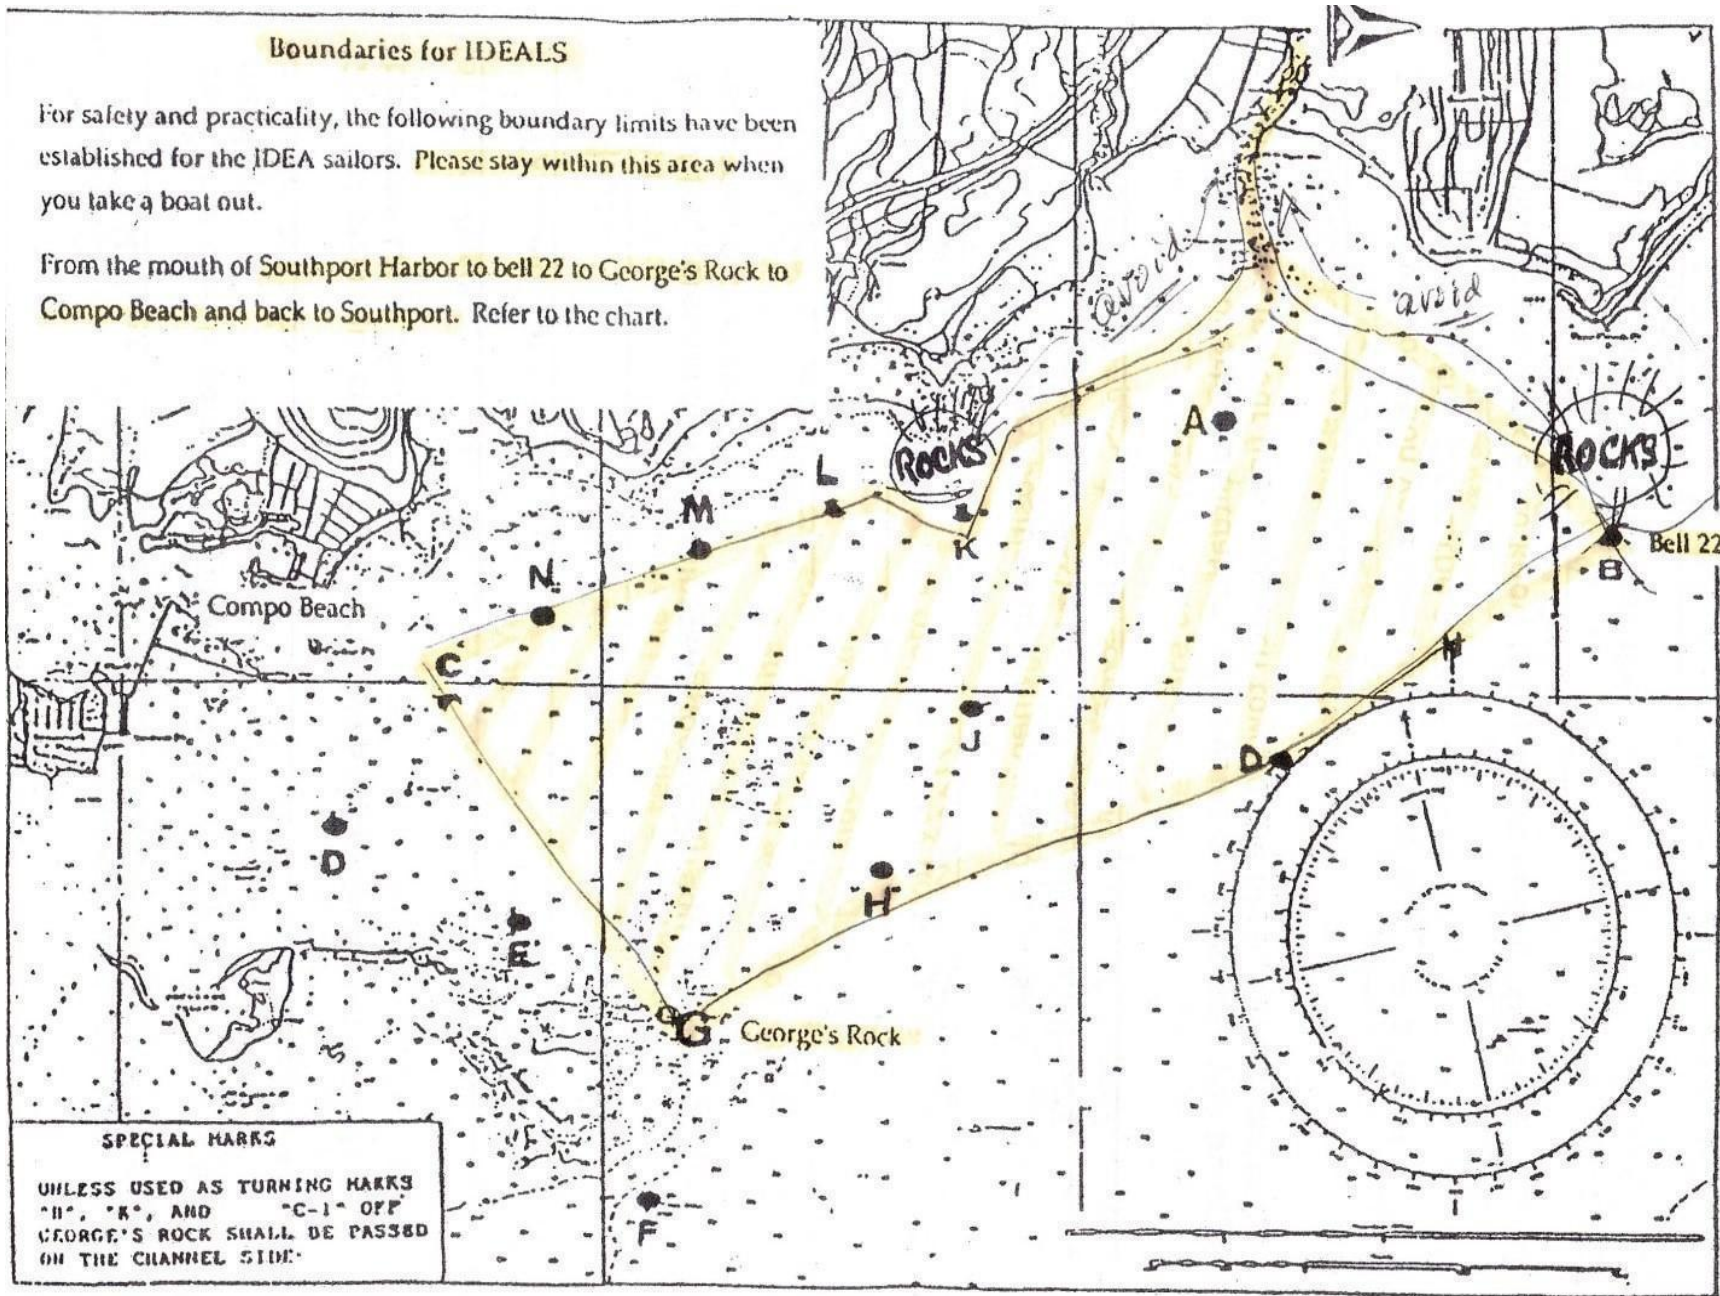 Boundaries for IDEALS
For safety and practicality, the following boundary limits have been
established for the IDEA sailors. Please stay within this area when
you take a boat out.
From the mouth of Southport Harbor to bell 22 to George's Rock to
Compo Beach and back to Southport. Refer to the chart.
avoid
avoid
ROCKS
ROCKS
A
L
M
K
N
Bell 22
B
Compo Beach
C
J
D
D
H
E
G
George's Rock
F
SPECIAL MARKS
UNLESS USED AS TURNING MARKS
"B", "K", AND "C-1" OFF
GEORGE'S ROCK SHALL BE PASSED
ON THE CHANNEL SIDE.